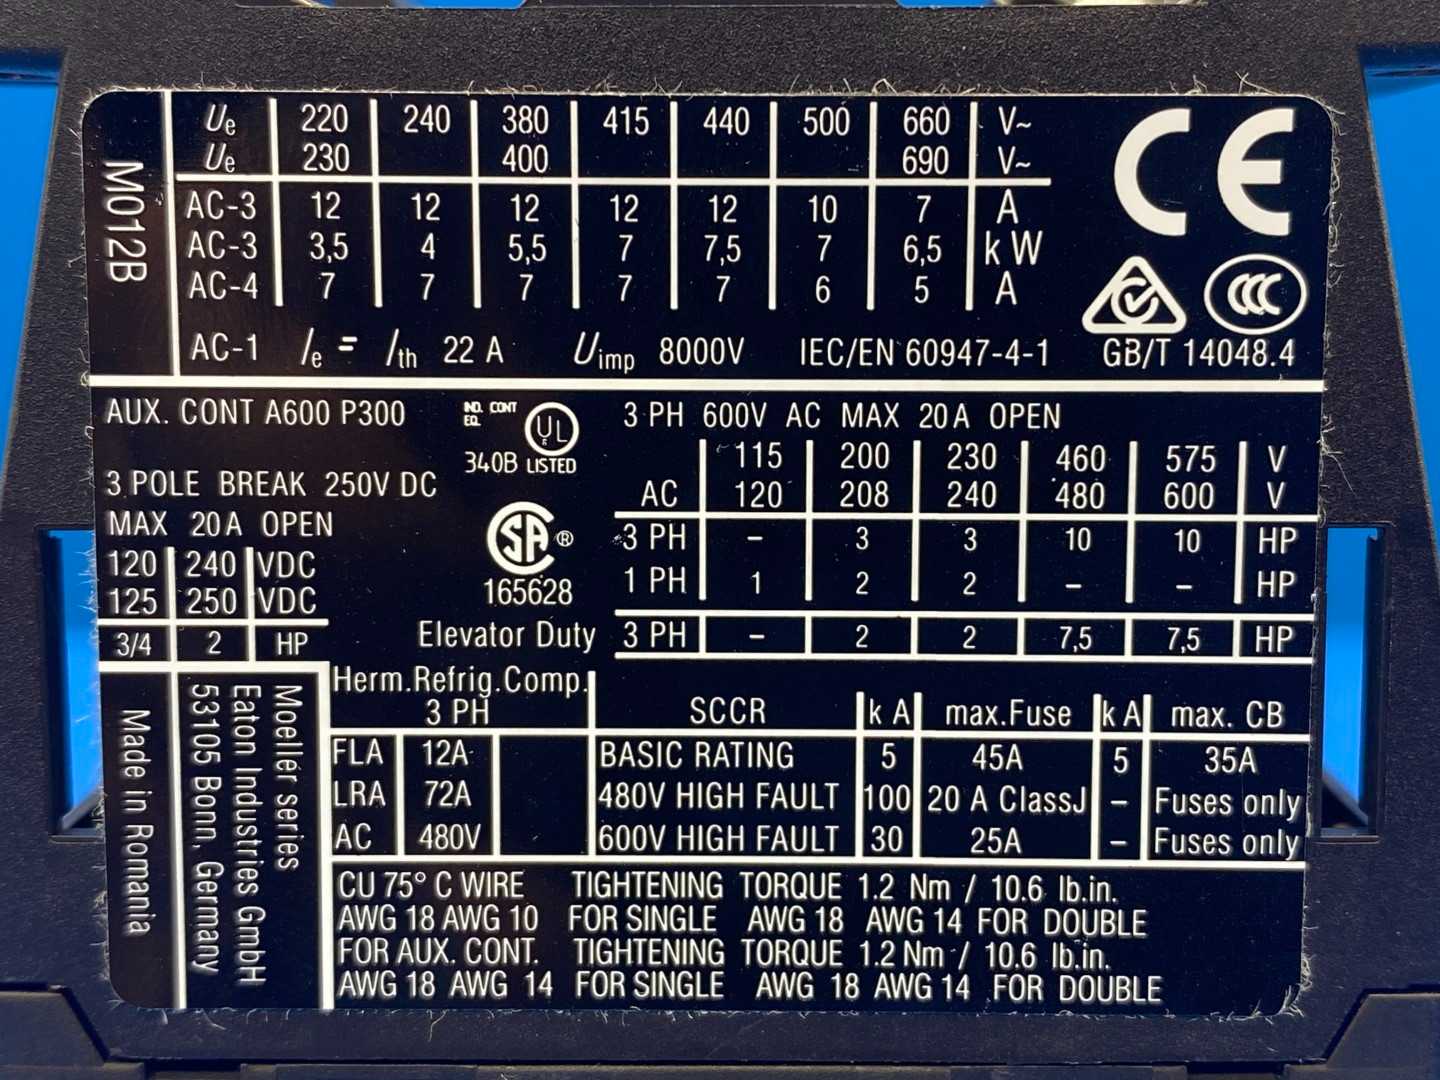 M012B
Ue 220 240 380 415 440 500 660 V~
Ue 230 400 690 V~
AC-3 12 12 12 12 12 10 7 A
AC-3 3,5 4 5,5 7 7,5 7 6,5 kW
AC-4 7 7 7 7 7 6 5 A
AC-1 Ie = Ith 22 A Uimp 8000V IEC/EN 60947-4-1 GB/T 14048.4
CE
CCC
AUX. CONT A600 P300
IND. CONT
EQ.
UL
R
340B LISTED
3 POLE BREAK 250V DC
MAX 20A OPEN
120 240 VDC
125 250 VDC
3/4 2 HP
SA ®
165628
3 PH 600V AC MAX 20A OPEN
115 200 230 460 575 V
AC 120 208 240 480 600 V
3 PH – 3 3 10 10 HP
1 PH 1 2 2 – – HP
Elevator Duty 3 PH – 2 2 7,5 7,5 HP
Made in Romania
Moeller series
Eaton Industries GmbH
53105 Bonn, Germany
Herm.Refrig.Comp.
3 PH
FLA 12A
LRA 72A
AC 480V
SCCR kA max.Fuse kA max. CB
BASIC RATING 5 45A 5 35A
480V HIGH FAULT 100 20 A ClassJ – Fuses only
600V HIGH FAULT 30 25A – Fuses only
CU 75° C WIRE TIGHTENING TORQUE 1.2 Nm / 10.6 lb.in.
AWG 18 AWG 10 FOR SINGLE AWG 18 AWG 14 FOR DOUBLE
FOR AUX. CONT. TIGHTENING TORQUE 1.2 Nm / 10.6 lb.in.
AWG 18 AWG 14 FOR SINGLE AWG 18 AWG 14 FOR DOUBLE